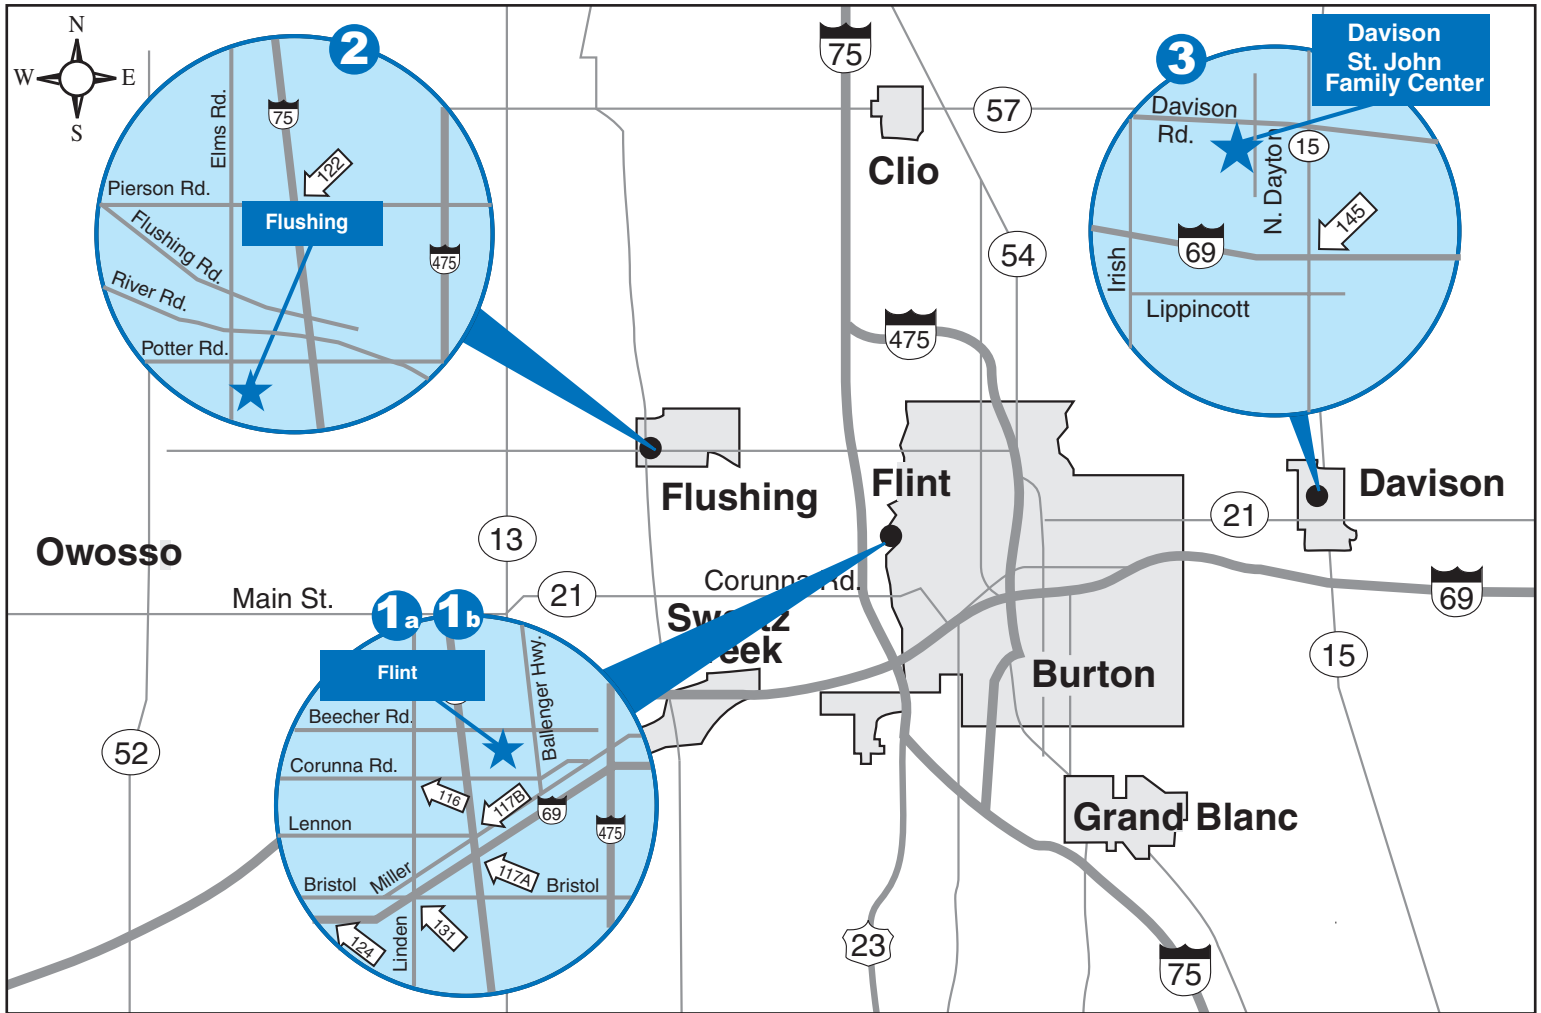 N
W
E
S
2
Elms Rd.
75
122
Pierson Rd.
Flushing
Flushing Rd.
475
River Rd.
Potter Rd.
75
57
Clio
54
475
3
Davison
St. John
Family Center
Davison
Rd.
15
N. Dayton
145
69
Irish
Lippincott
Flushing
Flint
Davison
21
Owosso
13
21
Main St.
Corunna Rd.
69
15
Burton
52
Grand Blanc
23
75
1a
1b
Flint
Ballenger Hwy.
Beecher Rd.
Corunna Rd.
116
117B
69
475
Lennon
Miller
117A
Bristol
Bristol
Linden
131
124